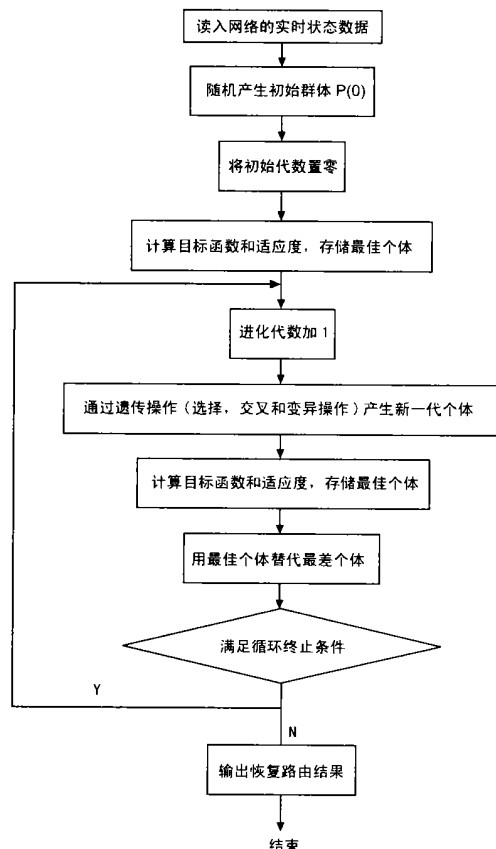 读入网络的实时状态数据
随机产生初始群体 P(0)
将初始代数置零
计算目标函数和适应度，存储最佳个体
进化代数加 1
通过遗传操作（选择，交叉和变异操作）产生新一代个体
计算目标函数和适应度，存储最佳个体
用最佳个体替代最差个体
满足循环终止条件
Y
N
输出恢复路由结果
结束